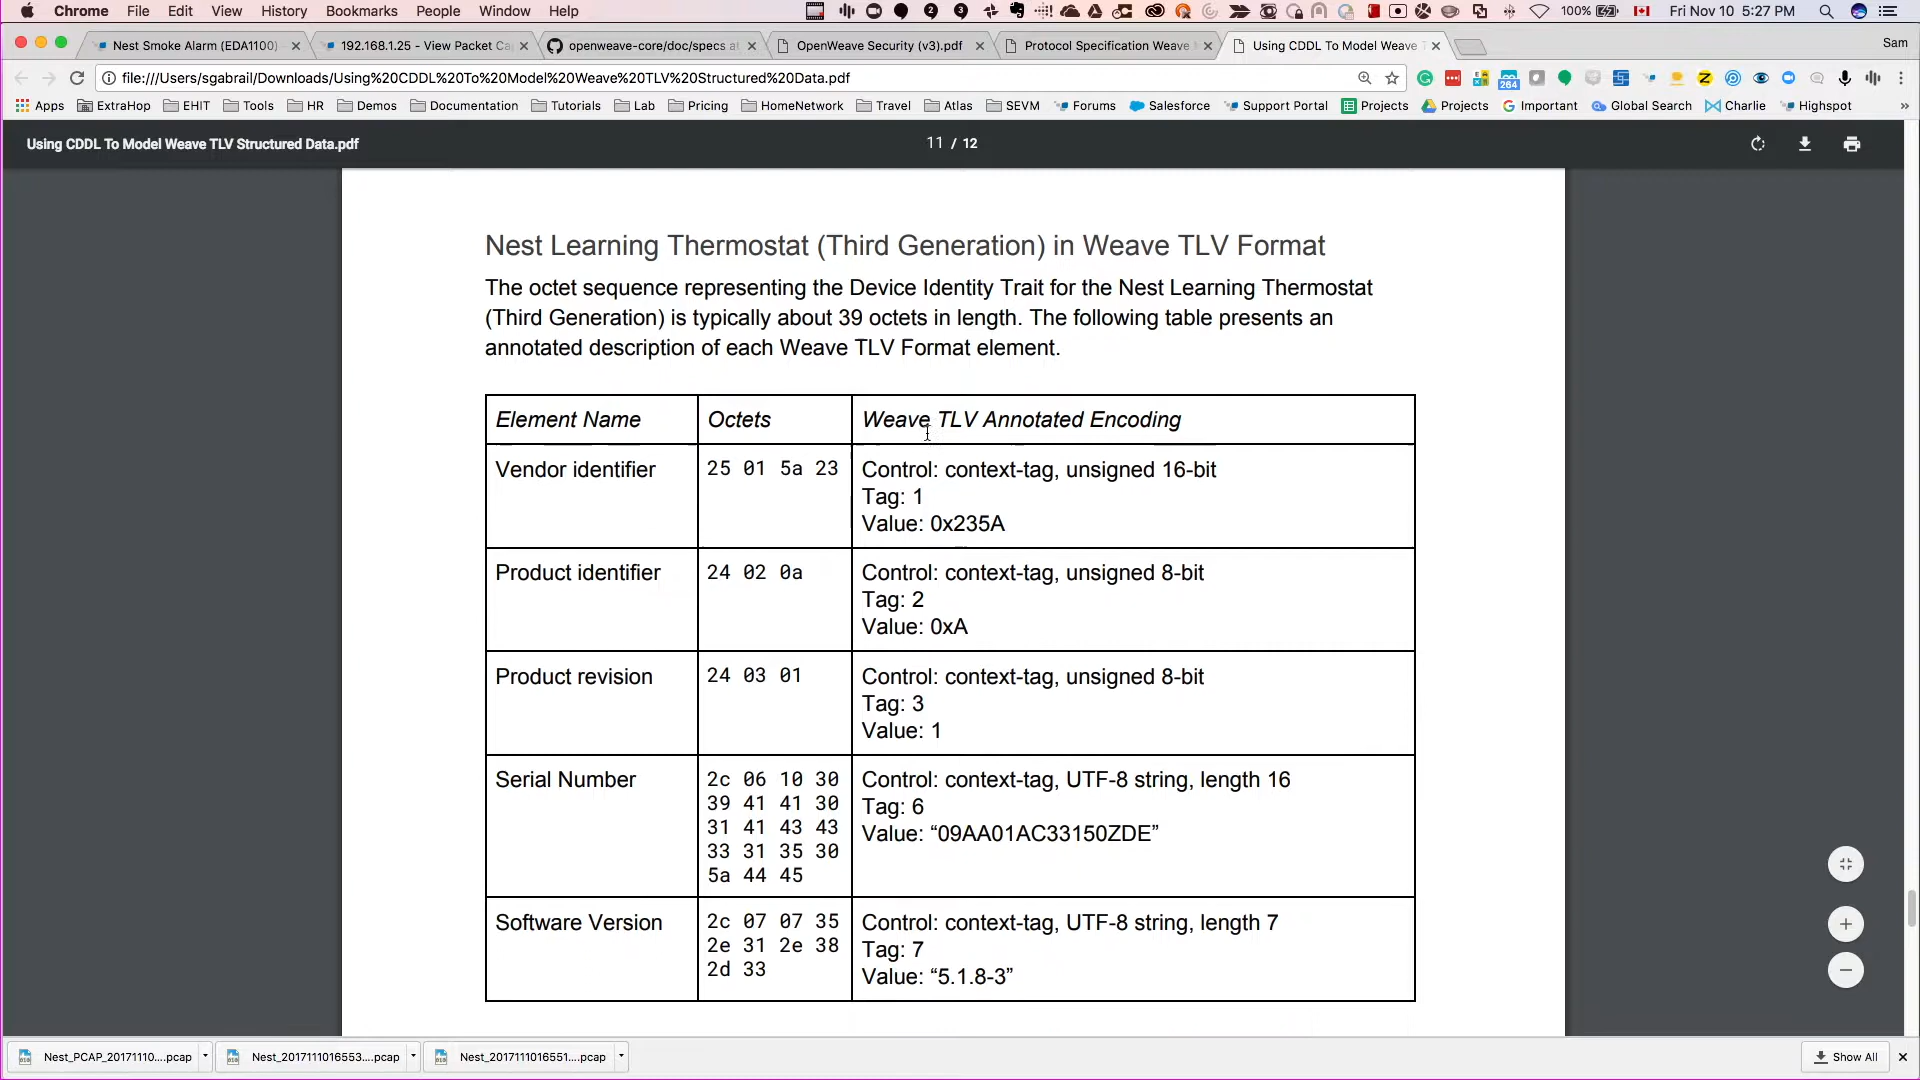 Chrome File Edit View History Bookmarks People Window Help 100% Fri Nov 10 5:27 PM
Nest Smoke Alarm (EDA1100) 192.168.1.25 - View Packet Ca openweave-core/doc/specs at OpenWeave Security (v3).pdf Protocol Specification Weave Using CDDL To Model Weave T Sam
file:///Users/sgabrail/Downloads/Using%20CDDL%20To%20Model%20Weave%20TLV%20Structured%20Data.pdf 264
Apps ExtraHop EHIT Tools HR Demos Documentation Tutorials Lab Pricing HomeNetwork Travel Atlas SEVM Forums Salesforce Support Portal Projects Projects Important Global Search Charlie Highspot »
Using CDDL To Model Weave TLV Structured Data.pdf 11 / 12
Nest Learning Thermostat (Third Generation) in Weave TLV Format
The octet sequence representing the Device Identity Trait for the Nest Learning Thermostat
(Third Generation) is typically about 39 octets in length. The following table presents an
annotated description of each Weave TLV Format element.
Element Name Octets Weave TLV Annotated Encoding
Vendor identifier 25 01 5a 23 Control: context-tag, unsigned 16-bit
Tag: 1
Value: 0x235A
Product identifier 24 02 0a Control: context-tag, unsigned 8-bit
Tag: 2
Value: 0xA
Product revision 24 03 01 Control: context-tag, unsigned 8-bit
Tag: 3
Value: 1
Serial Number 2c 06 10 30 Control: context-tag, UTF-8 string, length 16
39 41 41 30 Tag: 6
31 41 43 43 Value: “09AA01AC33150ZDE”
33 31 35 30
5a 44 45
Software Version 2c 07 07 35 Control: context-tag, UTF-8 string, length 7
2e 31 2e 38 Tag: 7
2d 33 Value: “5.1.8-3”
Nest_PCAP_20171110....pcap Nest_2017111016553....pcap Nest_2017111016551....pcap Show All